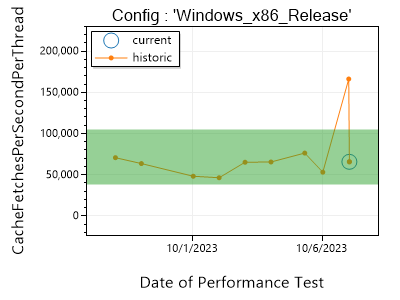 Config : 'Windows_x86_Release'
current
historic
200,000
150,000
100,000
50,000
0
CacheFetchesPerSecondPerThread
10/1/2023
10/6/2023
Date of Performance Test